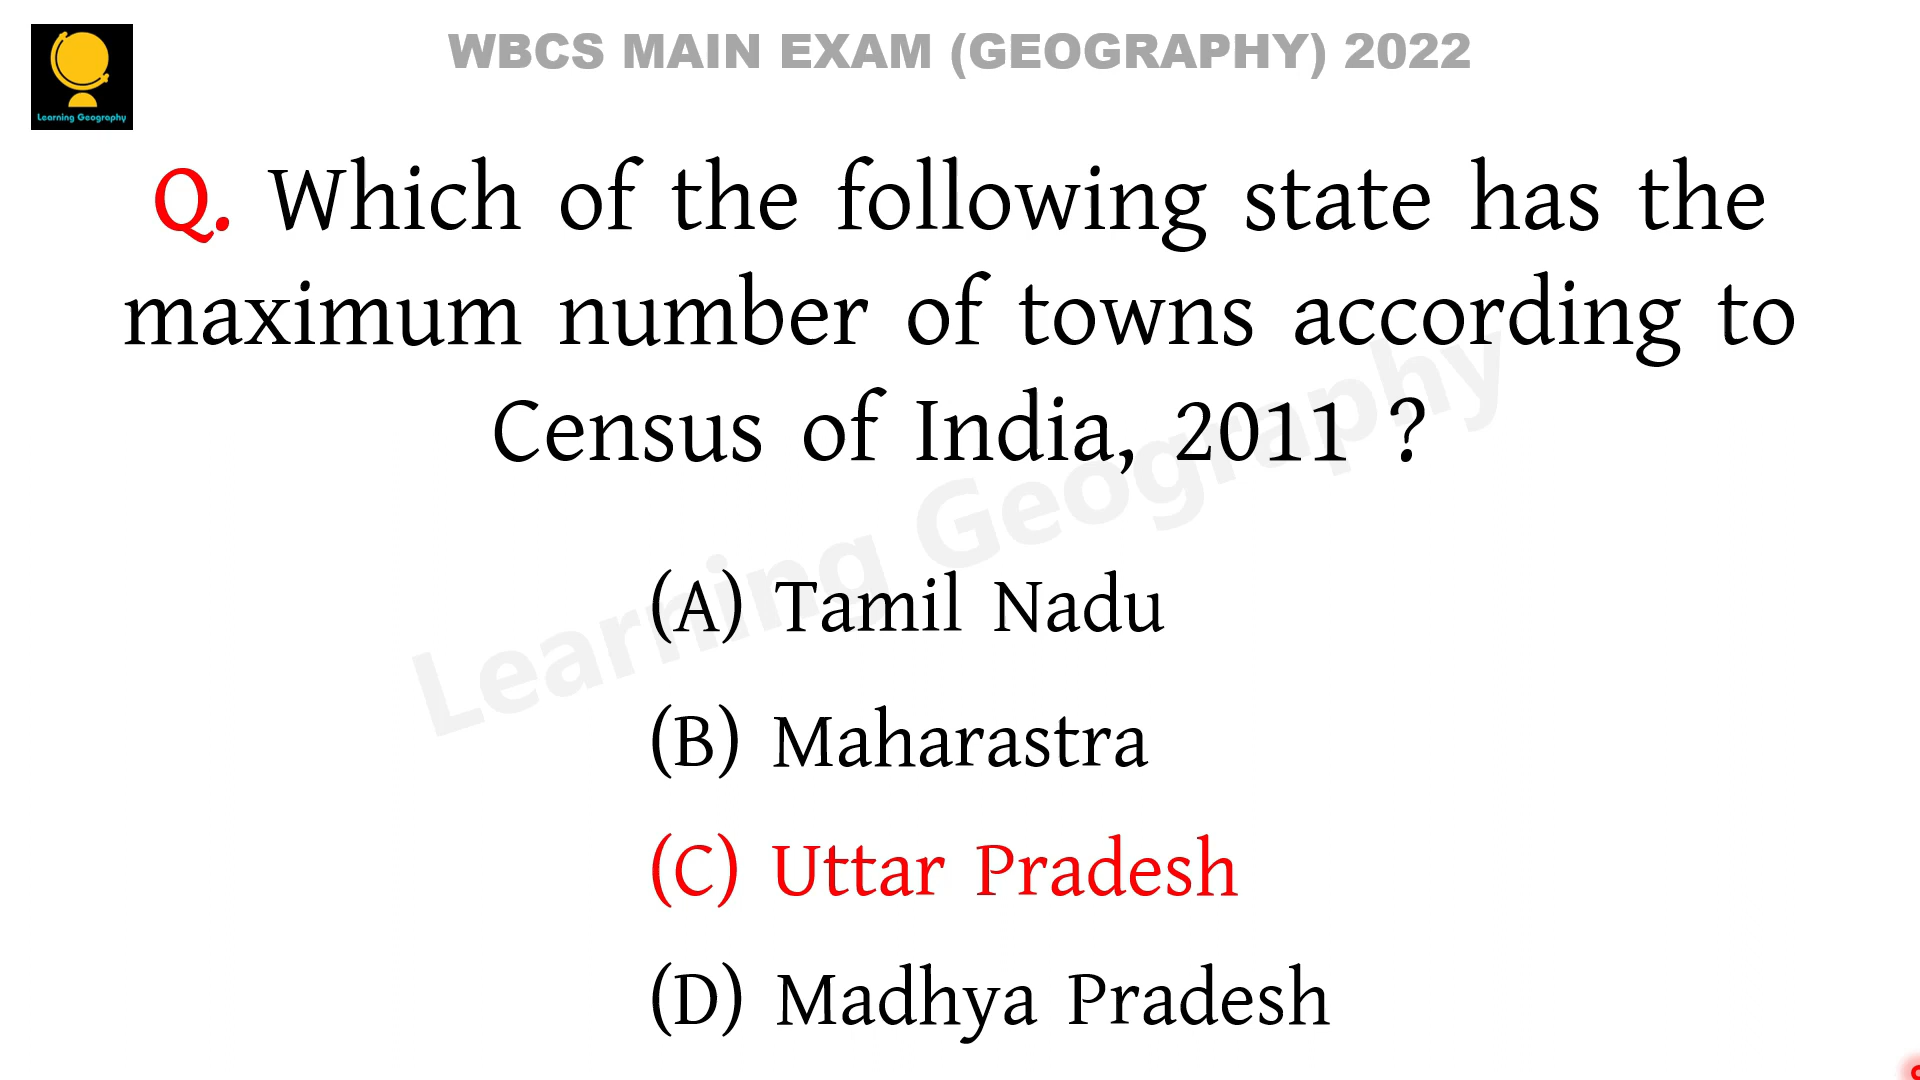 WBCS MAIN EXAM (GEOGRAPHY) 2022
Learning Geography
Q. Which of the following state has the
maximum number of towns according to
Census of India, 2011 ?
Learning Geography
(A) Tamil Nadu
(B) Maharastra
(C) Uttar Pradesh
(D) Madhya Pradesh